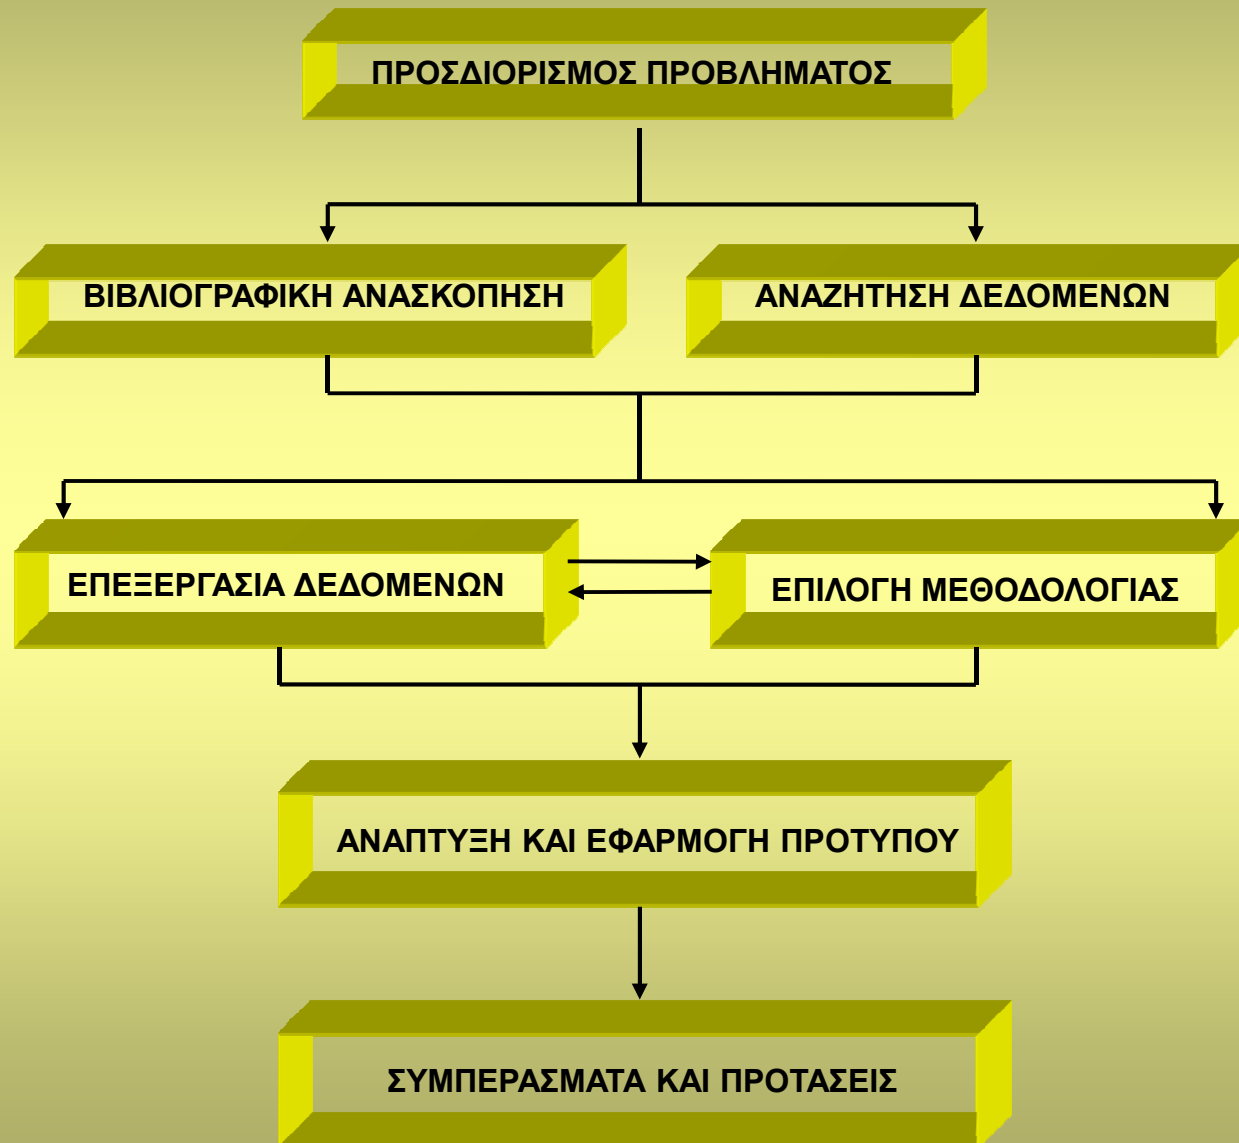 ΠΡΟΣΔΙΟΡΙΣΜΟΣ ΠΡΟΒΛΗΜΑΤΟΣ
ΒΙΒΛΙΟΓΡΑΦΙΚΗ ΑΝΑΣΚΟΠΗΣΗ
ΑΝΑΖΗΤΗΣΗ ΔΕΔΟΜΕΝΩΝ
ΕΠΕΞΕΡΓΑΣΙΑ ΔΕΔΟΜΕΝΩΝ
ΕΠΙΛΟΓΗ ΜΕΘΟΔΟΛΟΓΙΑΣ
ΑΝΑΠΤΥΞΗ ΚΑΙ ΕΦΑΡΜΟΓΗ ΠΡΟΤΥΠΟΥ
ΣΥΜΠΕΡΑΣΜΑΤΑ ΚΑΙ ΠΡΟΤΑΣΕΙΣ